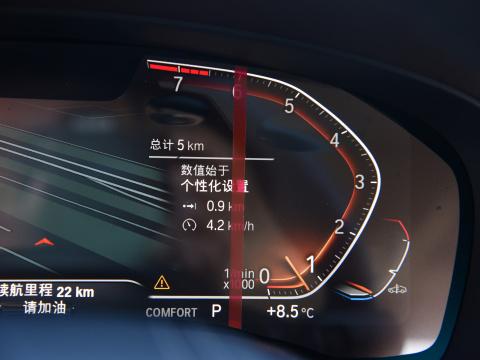 7
6
5
4
3
2
1
0
总计 5 km
数值始于
个性化设置
0.9 km
4.2 km/h
1/min
x1000
续航里程 22 km
请加油
COMFORT P +8.5°C